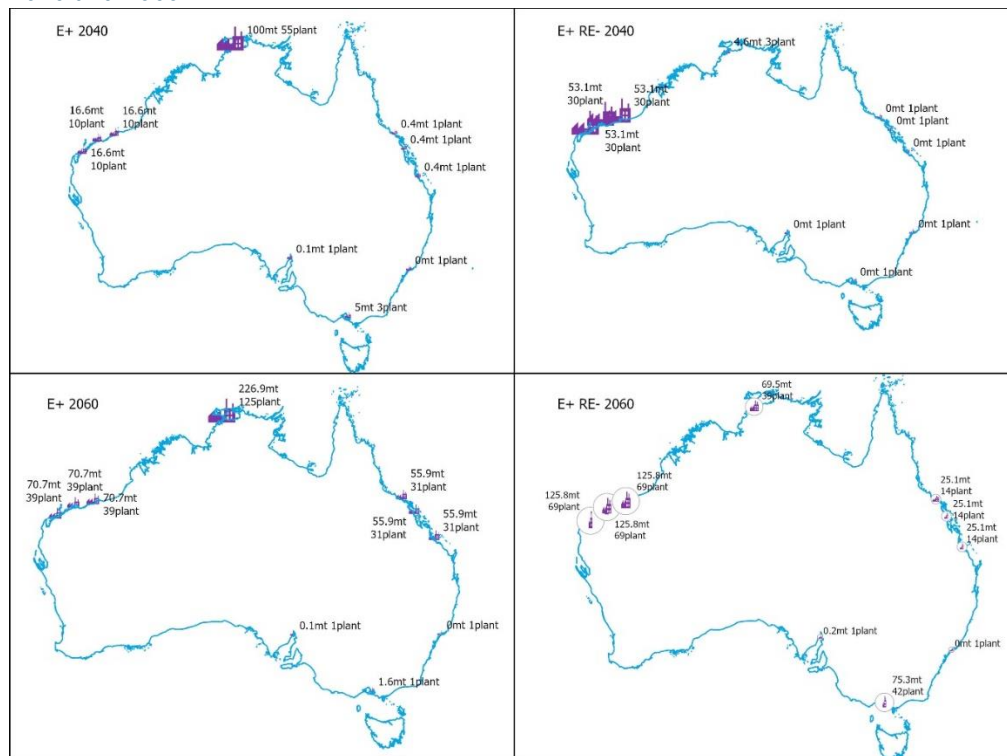 E+ 2040
100mt 55plant
16.6mt
10plant
16.6mt
10plant
16.6mt
10plant
0.4mt 1plant
0.4mt 1plant
0.4mt 1plant
0.1mt 1plant
0mt 1plant
5mt 3plant
E+ RE- 2040
4.6mt 3plant
53.1mt
30plant
53.1mt
30plant
53.1mt
30plant
0mt 1plant
0mt 1plant
0mt 1plant
0mt 1plant
0mt 1plant
0mt 1plant
E+ 2060
226.9mt
125plant
70.7mt
39plant
70.7mt
39plant
70.7mt
39plant
55.9mt
31plant
55.9mt
31plant
55.9mt
31plant
0.1mt 1plant
0mt 1plant
1.6mt 1plant
E+ RE- 2060
69.5mt
39plant
125.8mt
69plant
125.8mt
69plant
125.8mt
69plant
25.1mt
14plant
25.1mt
14plant
25.1mt
14plant
0.2mt 1plant
0mt 1plant
75.3mt
42plant